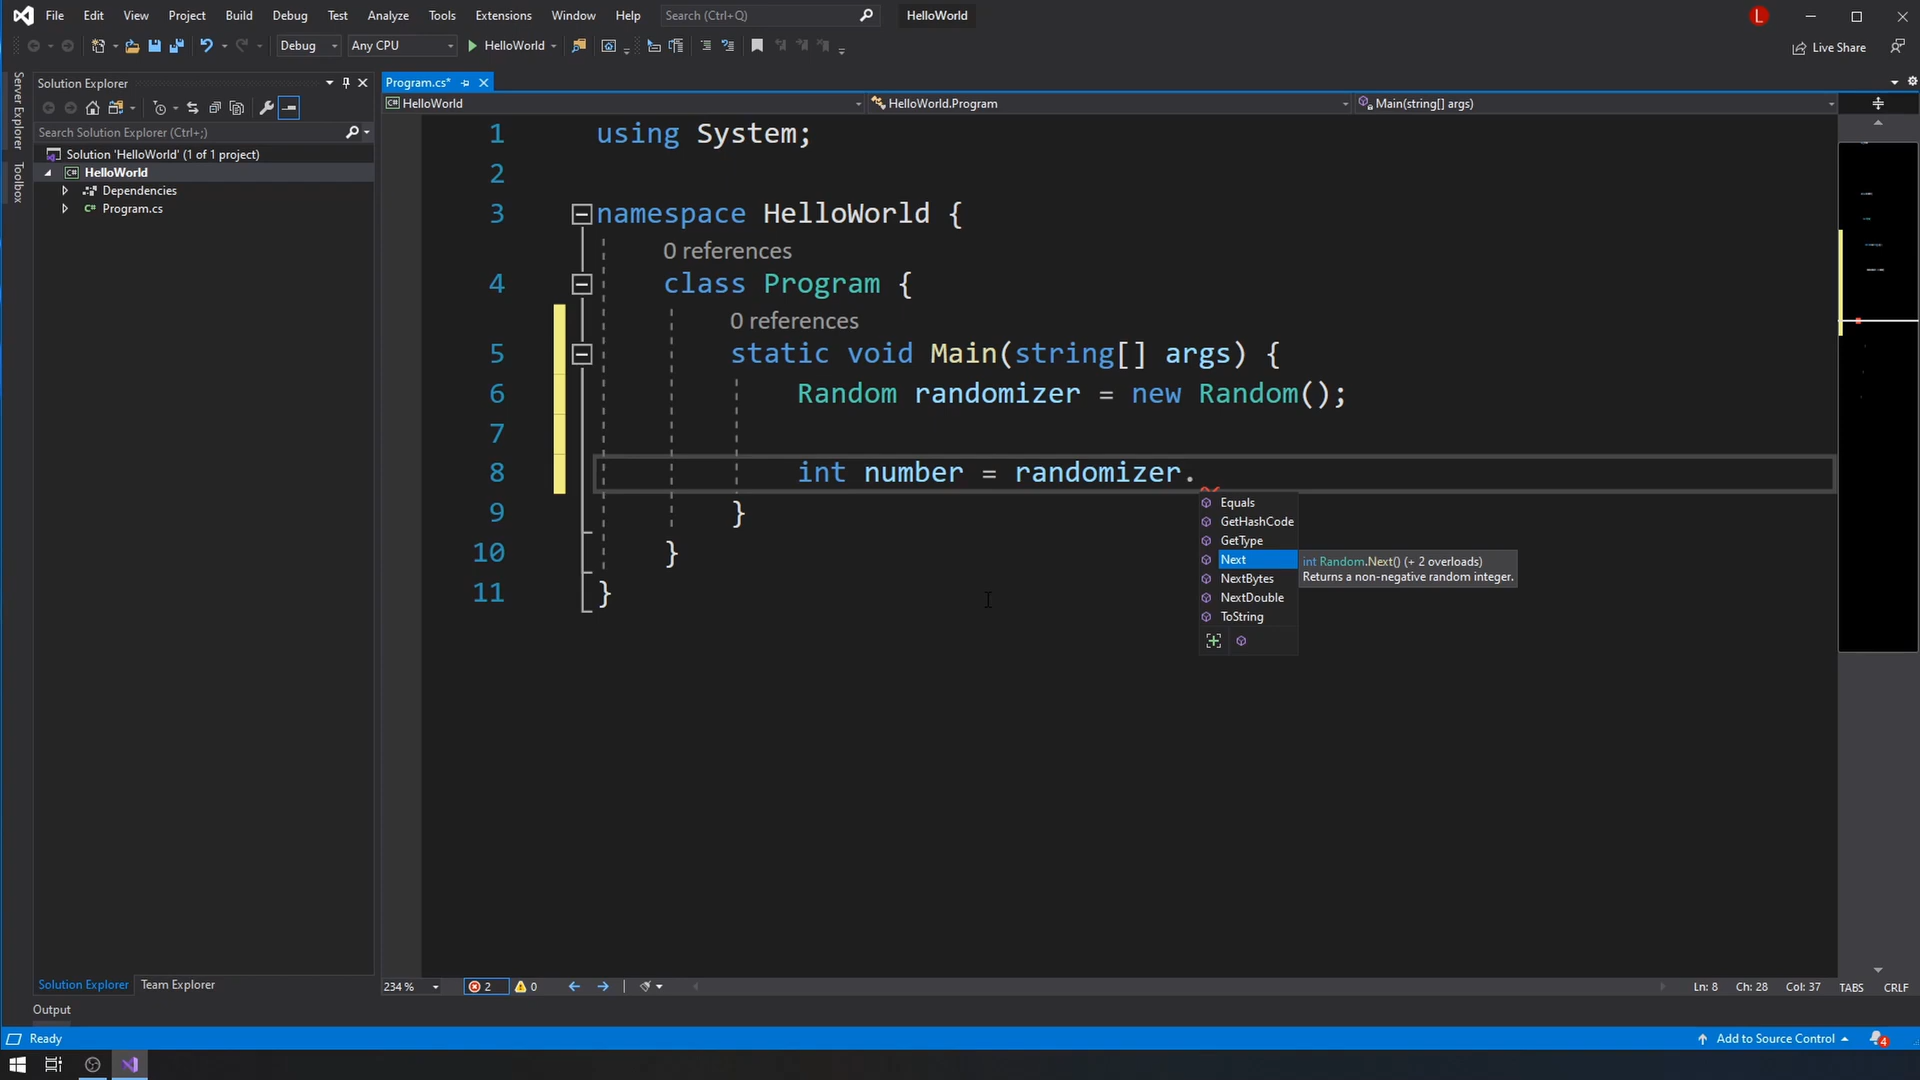 File Edit View Project Build Debug Test Analyze Tools Extensions Window Help Search (Ctrl+Q) HelloWorld L
Debug Any CPU HelloWorld Live Share
Server Explorer
Toolbox
Solution Explorer
Search Solution Explorer (Ctrl+;)
Solution 'HelloWorld' (1 of 1 project)
HelloWorld
Dependencies
Program.cs
Program.cs*
HelloWorld HelloWorld.Program Main(string[] args)
1 using System;
2
3 namespace HelloWorld {
0 references
4 class Program {
0 references
5 static void Main(string[] args) {
6 Random randomizer = new Random();
7
8 int number = randomizer.
9 }
10 }
11 }
Equals
GetHashCode
GetType
Next
NextBytes
NextDouble
ToString
int Random.Next() (+ 2 overloads)
Returns a non-negative random integer.
Solution Explorer Team Explorer
234 % 2 0 Ln: 8 Ch: 28 Col: 37 TABS CRLF
Output
Ready Add to Source Control 4